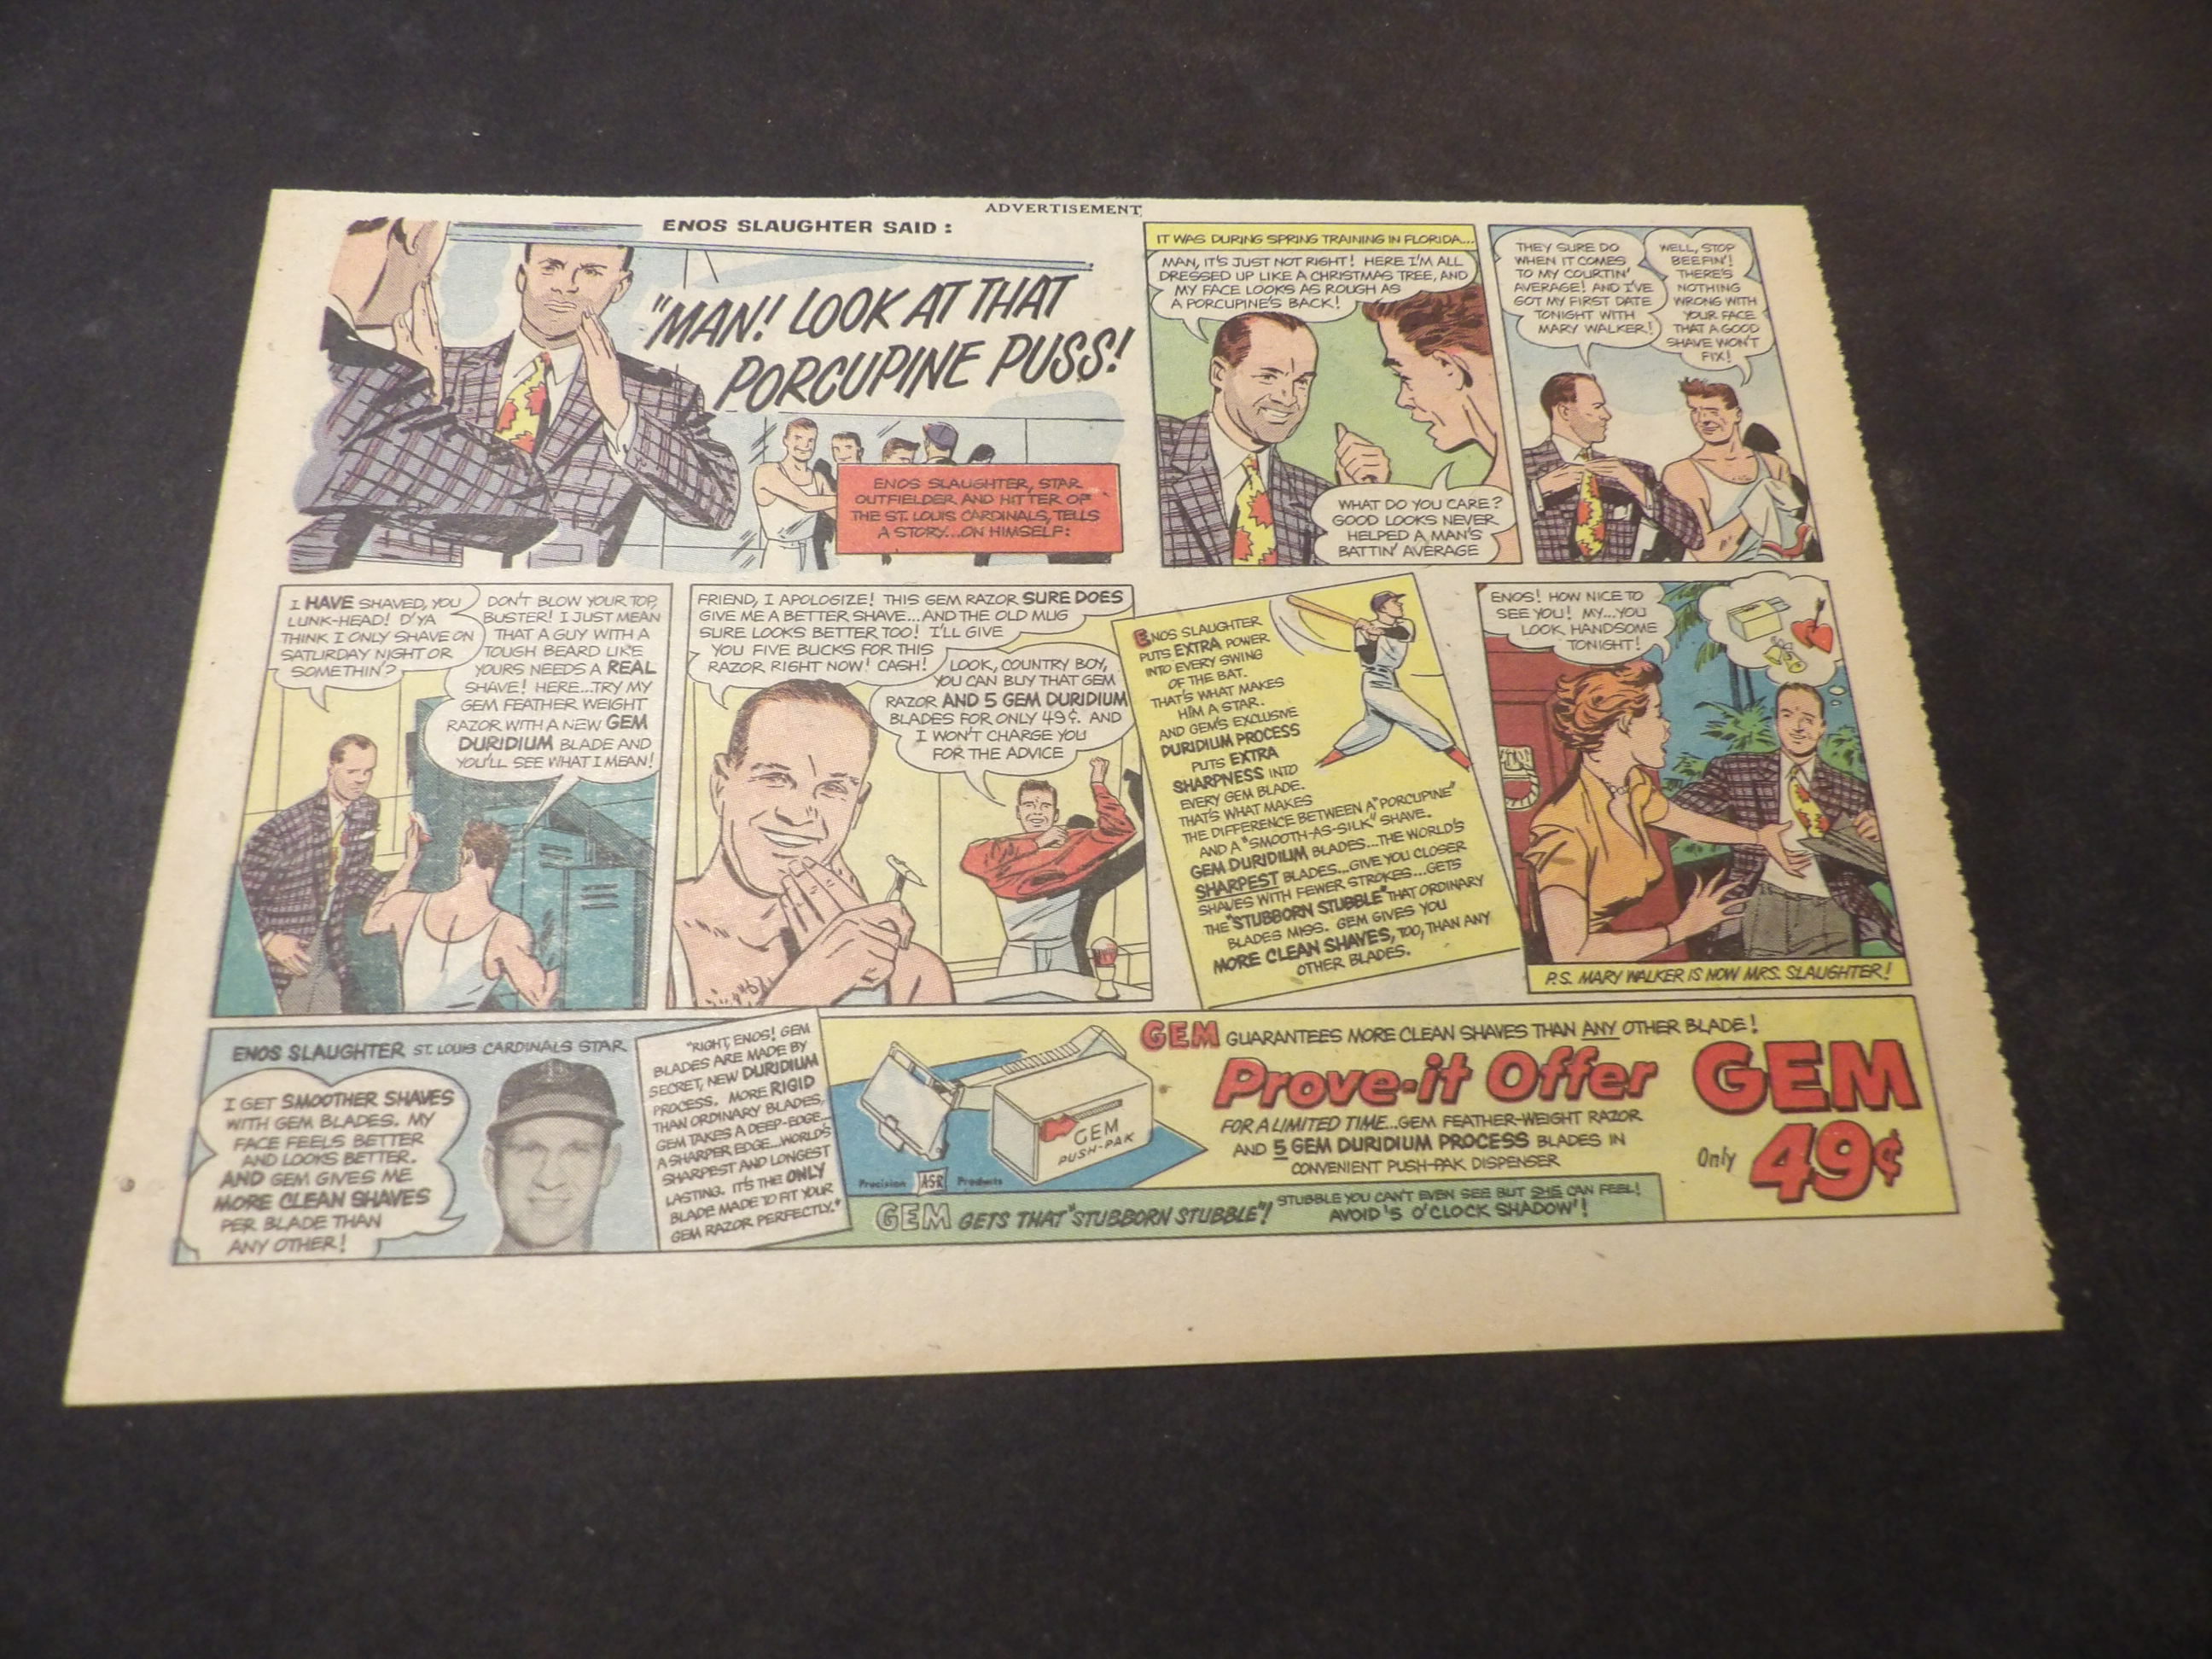 ADVERTISEMENT
ENOS SLAUGHTER SAID:
"MAN! LOOK AT THAT
PORCUPINE PUSS!
ENOS SLAUGHTER, STAR
OUTFIELDER AND HITTER OF
THE ST. LOUIS CARDINALS, TELLS
A STORY...ON HIMSELF:
IT WAS DURING SPRING TRAINING IN FLORIDA...
MAN, IT'S JUST NOT RIGHT! HERE I'M ALL
DRESSED UP LIKE A CHRISTMAS TREE, AND
MY FACE LOOKS AS ROUGH AS
A PORCUPINE'S BACK!
WHAT DO YOU CARE?
GOOD LOOKS NEVER
HELPED A MAN'S
BATTIN' AVERAGE
THEY SURE DO
WHEN IT COMES
TO MY COURTIN'
AVERAGE! AND I'VE
GOT MY FIRST DATE
TONIGHT WITH
MARY WALKER!
WELL, STOP
BEEFIN'!
THERE'S
NOTHING
WRONG WITH
YOUR FACE
THAT A GOOD
SHAVE WON'T
FIX!
I HAVE SHAVED, YOU
LUNK-HEAD! D'YA
THINK I ONLY SHAVE ON
SATURDAY NIGHT OR
SOMETHIN'?
DON'T BLOW YOUR TOP,
BUSTER! I JUST MEAN
THAT A GUY WITH A
TOUGH BEARD LIKE
YOURS NEEDS A REAL
SHAVE! HERE...TRY MY
GEM FEATHER WEIGHT
RAZOR WITH A NEW GEM
DURIDIUM BLADE AND
YOU'LL SEE WHAT I MEAN!
FRIEND, I APOLOGIZE! THIS GEM RAZOR SURE DOES
GIVE ME A BETTER SHAVE...AND THE OLD MUG
SURE LOOKS BETTER TOO! I'LL GIVE
YOU FIVE BUCKS FOR THIS
RAZOR RIGHT NOW! CASH!
LOOK, COUNTRY BOY,
YOU CAN BUY THAT GEM
RAZOR AND 5 GEM DURIDIUM
BLADES FOR ONLY 49¢. AND
I WON'T CHARGE YOU
FOR THE ADVICE
ENOS SLAUGHTER
PUTS EXTRA POWER
INTO EVERY SWING
OF THE BAT.
THAT'S WHAT MAKES
HIM A STAR.
AND GEM'S EXCLUSIVE
DURIDIUM PROCESS
PUTS EXTRA
SHARPNESS INTO
EVERY GEM BLADE.
THAT'S WHAT MAKES
THE DIFFERENCE BETWEEN A "PORCUPINE"
AND A "SMOOTH-AS-SILK" SHAVE.
GEM DURIDIUM BLADES...THE WORLD'S
SHARPEST BLADES...GIVE YOU CLOSER
SHAVES WITH FEWER STROKES...GETS
THE "STUBBORN STUBBLE" THAT ORDINARY
BLADES MISS. GEM GIVES YOU
MORE CLEAN SHAVES, TOO, THAN ANY
OTHER BLADES.
ENOS! HOW NICE TO
SEE YOU! MY...YOU
LOOK HANDSOME
TONIGHT!
P.S. MARY WALKER IS NOW MRS. SLAUGHTER!
ENOS SLAUGHTER ST. LOUIS CARDINALS STAR
I GET SMOOTHER SHAVES
WITH GEM BLADES. MY
FACE FEELS BETTER
AND LOOKS BETTER.
AND GEM GIVES ME
MORE CLEAN SHAVES
PER BLADE THAN
ANY OTHER!
"RIGHT, ENOS! GEM
BLADES ARE MADE BY
SECRET, NEW DURIDIUM
PROCESS. MORE RIGID
THAN ORDINARY BLADES,
GEM TAKES A DEEP-EDGE...
A SHARPER EDGE...WORLD'S
SHARPEST AND LONGEST
LASTING. IT'S THE ONLY
BLADE MADE TO FIT YOUR
GEM RAZOR PERFECTLY."
GEM
PUSH-PAK
Precision ASR Products
GEM GUARANTEES MORE CLEAN SHAVES THAN ANY OTHER BLADE!
Prove-it Offer
FOR A LIMITED TIME...GEM FEATHER-WEIGHT RAZOR
AND 5 GEM DURIDIUM PROCESS BLADES IN
CONVENIENT PUSH-PAK DISPENSER
GEM
Only 49¢
GEM GETS THAT "STUBBORN STUBBLE"!
STUBBLE YOU CAN'T EVEN SEE BUT SHE CAN FEEL!
AVOID '5 O'CLOCK SHADOW'!